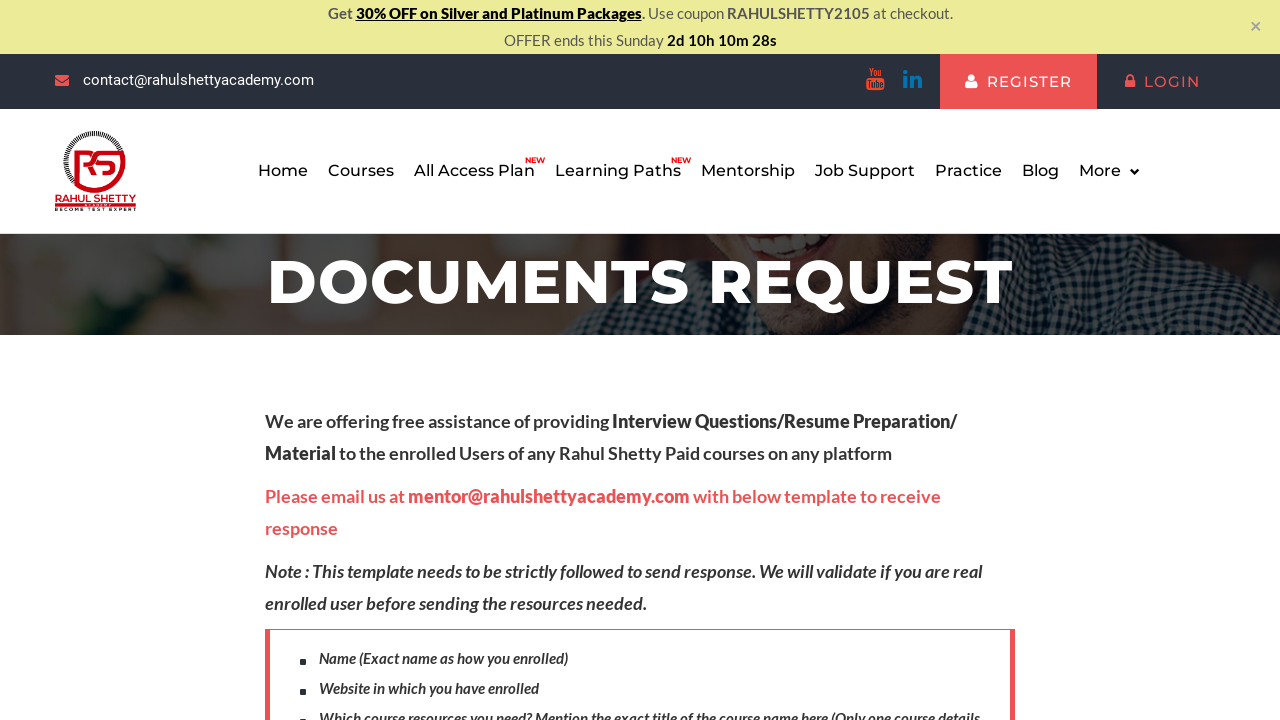 Get 30% OFF on Silver and Platinum Packages. Use coupon RAHULSHETTY2105 at checkout.
OFFER ends this Sunday 2d 10h 10m 28s
×
contact@rahulshettyacademy.com
You Tube
in
REGISTER
LOGIN
RS
RAHUL SHETTY
ACADEMY
BECOME TEST EXPERT
Home Courses All Access Plan NEW Learning Paths NEW Mentorship Job Support Practice Blog More
DOCUMENTS REQUEST
We are offering free assistance of providing Interview Questions/Resume Preparation/
Material to the enrolled Users of any Rahul Shetty Paid courses on any platform
Please email us at mentor@rahulshettyacademy.com with below template to receive
response
Note : This template needs to be strictly followed to send response. We will validate if you are real
enrolled user before sending the resources needed.
Name (Exact name as how you enrolled)
Website in which you have enrolled
Which course resources you need? Mention the exact title of the course name here (Only one course details